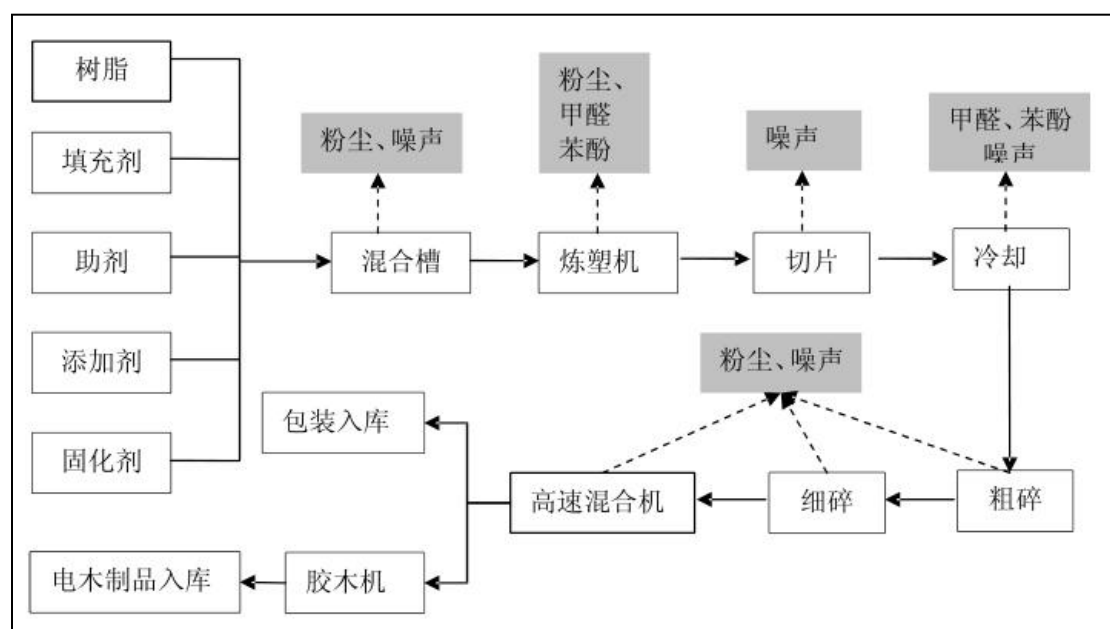 树脂
填充剂
助剂
添加剂
固化剂
粉尘、噪声
粉尘、
甲醛
苯酚
噪声
甲醛、苯酚
噪声
混合槽
炼塑机
切片
冷却
粉尘、噪声
包装入库
高速混合机
细碎
粗碎
电木制品入库
胶木机